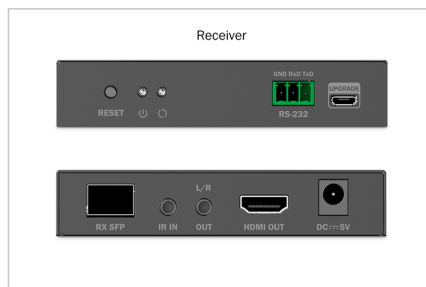 Receiver
GND RxD TxD
UPGRADE
RESET
RS-232
L/R
RX SFP
IR IN
OUT
HDMI OUT
DC⎓5V